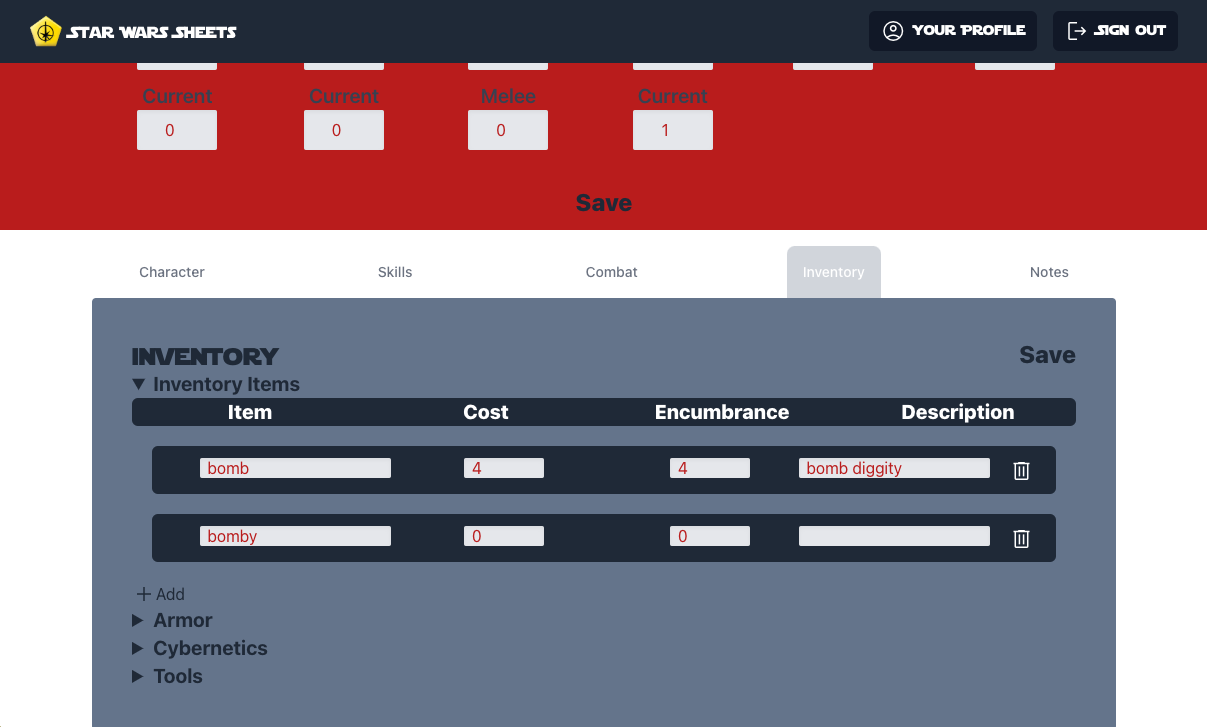 STAR WARS SHEETS YOUR PROFILE SIGN OUT
Current Current Melee Current
0 0 0 1
Save
Character Skills Combat Inventory Notes
INVENTORY Save
Inventory Items
Item Cost Encumbrance Description
bomb 4 4 bomb diggity
bomby 0 0
Add
Armor
Cybernetics
Tools